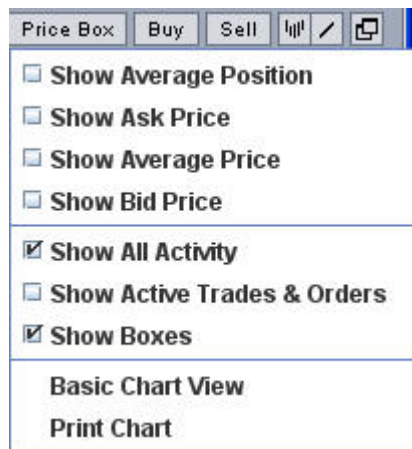 Price Box Buy Sell
Show Average Position
Show Ask Price
Show Average Price
Show Bid Price
Show All Activity
Show Active Trades & Orders
Show Boxes
Basic Chart View
Print Chart